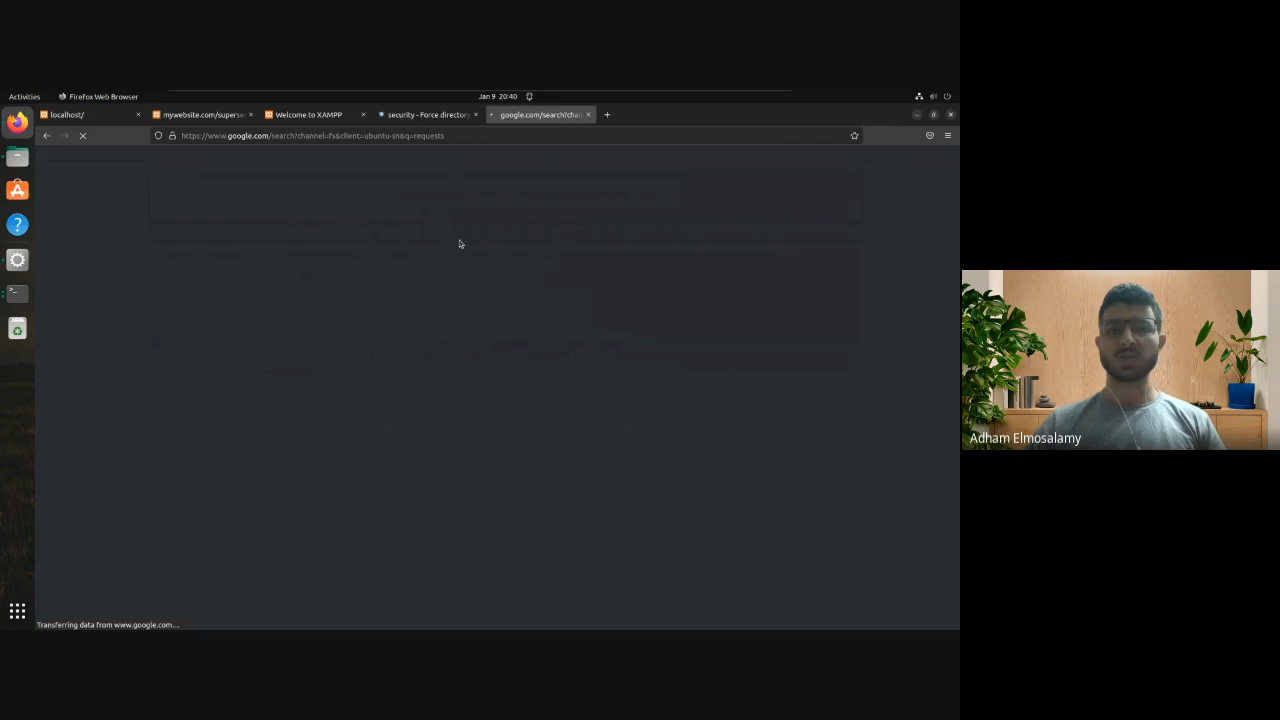 Activities
Firefox Web Browser
Jan 9 20:40
localhost/
mywebsite.com/superse
Welcome to XAMPP
security - Force directory
google.com/search?chan
https://www.google.com/search?channel=fs&client=ubuntu-sn&q=requests
Transferring data from www.google.com...
Adham Elmosalamy